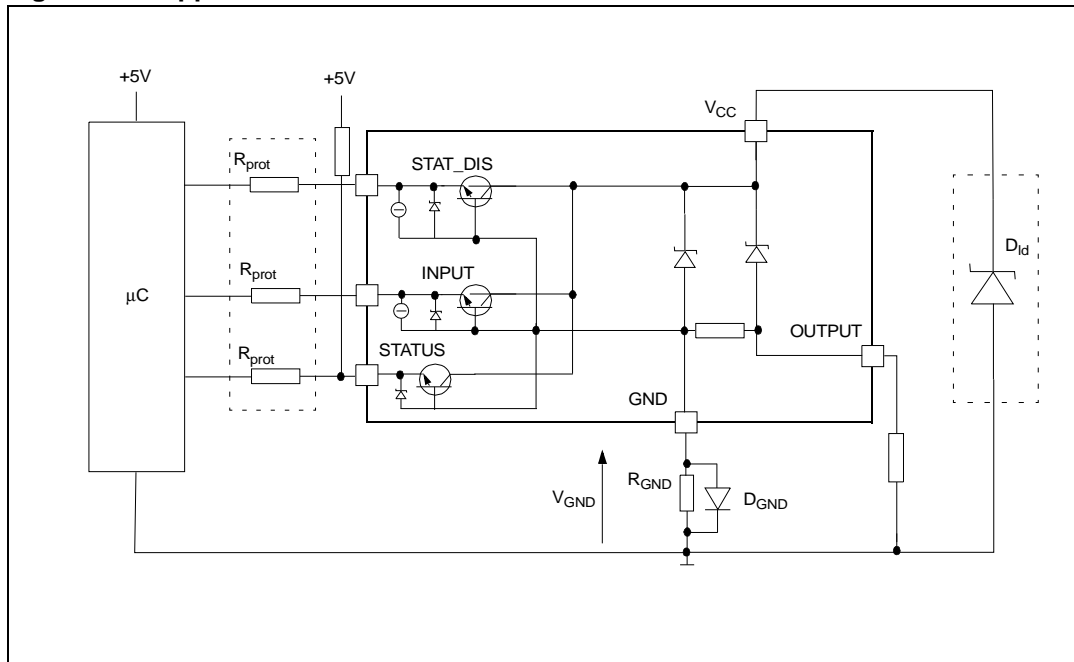 +5V
+5V
V_CC
R_prot
STAT_DIS
D_ld
R_prot
INPUT
μC
OUTPUT
R_prot
STATUS
GND
R_GND
V_GND
D_GND